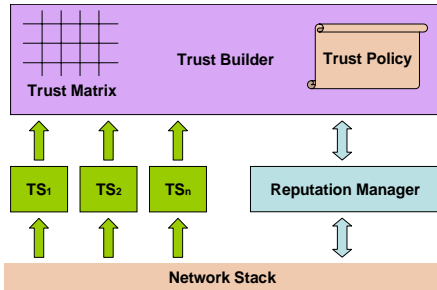 Trust Builder
Trust Policy
Trust Matrix
TS1
TS2
TSn
Reputation Manager
Network Stack